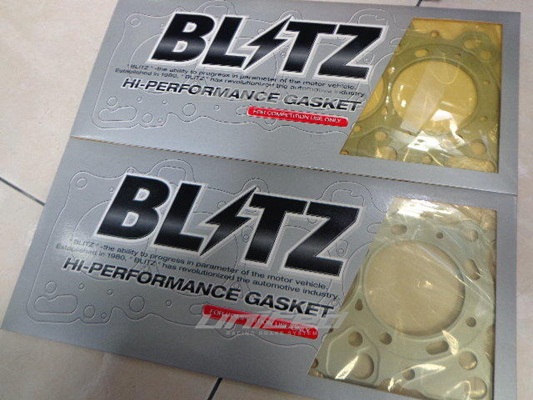 BLITZ
"BLITZ"-the ability to progress in parameter of the motor vehicle.
Established in 1980, "BLITZ" has revolutionized the automotive industry.
HI-PERFORMANCE GASKET
FOR COMPETITION USE ONLY
BLITZ
"BLITZ"-the ability to progress in parameter of the motor vehicle.
Established in 1980, "BLITZ" has revolutionized the automotive industry.
HI-PERFORMANCE GASKET